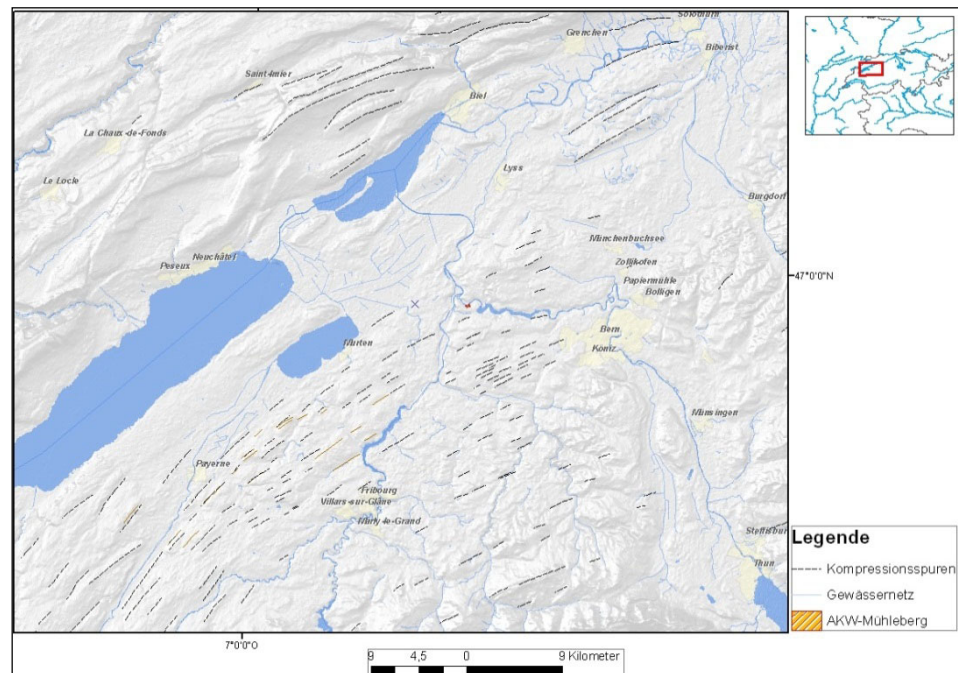 Solothurn
Grenchen
Biberist
Saint-Imier
Biel
La Chaux-de-Fonds
Lyss
Le Locle
Burgdorf
Münchenbuchsee
Neuchâtel
Zollikofen
Peseux
47°0'0"N
Papiermühle
Bolligen
Bern
Murten
Köniz
Münsingen
Payerne
Fribourg
Villars-sur-Glâne
Marly-le-Grand
Steffisbur
Thun
Legende
Kompressionsspuren
Gewässernetz
AKW-Mühleberg
7°0'0"O
9 4,5 0 9 Kilometer